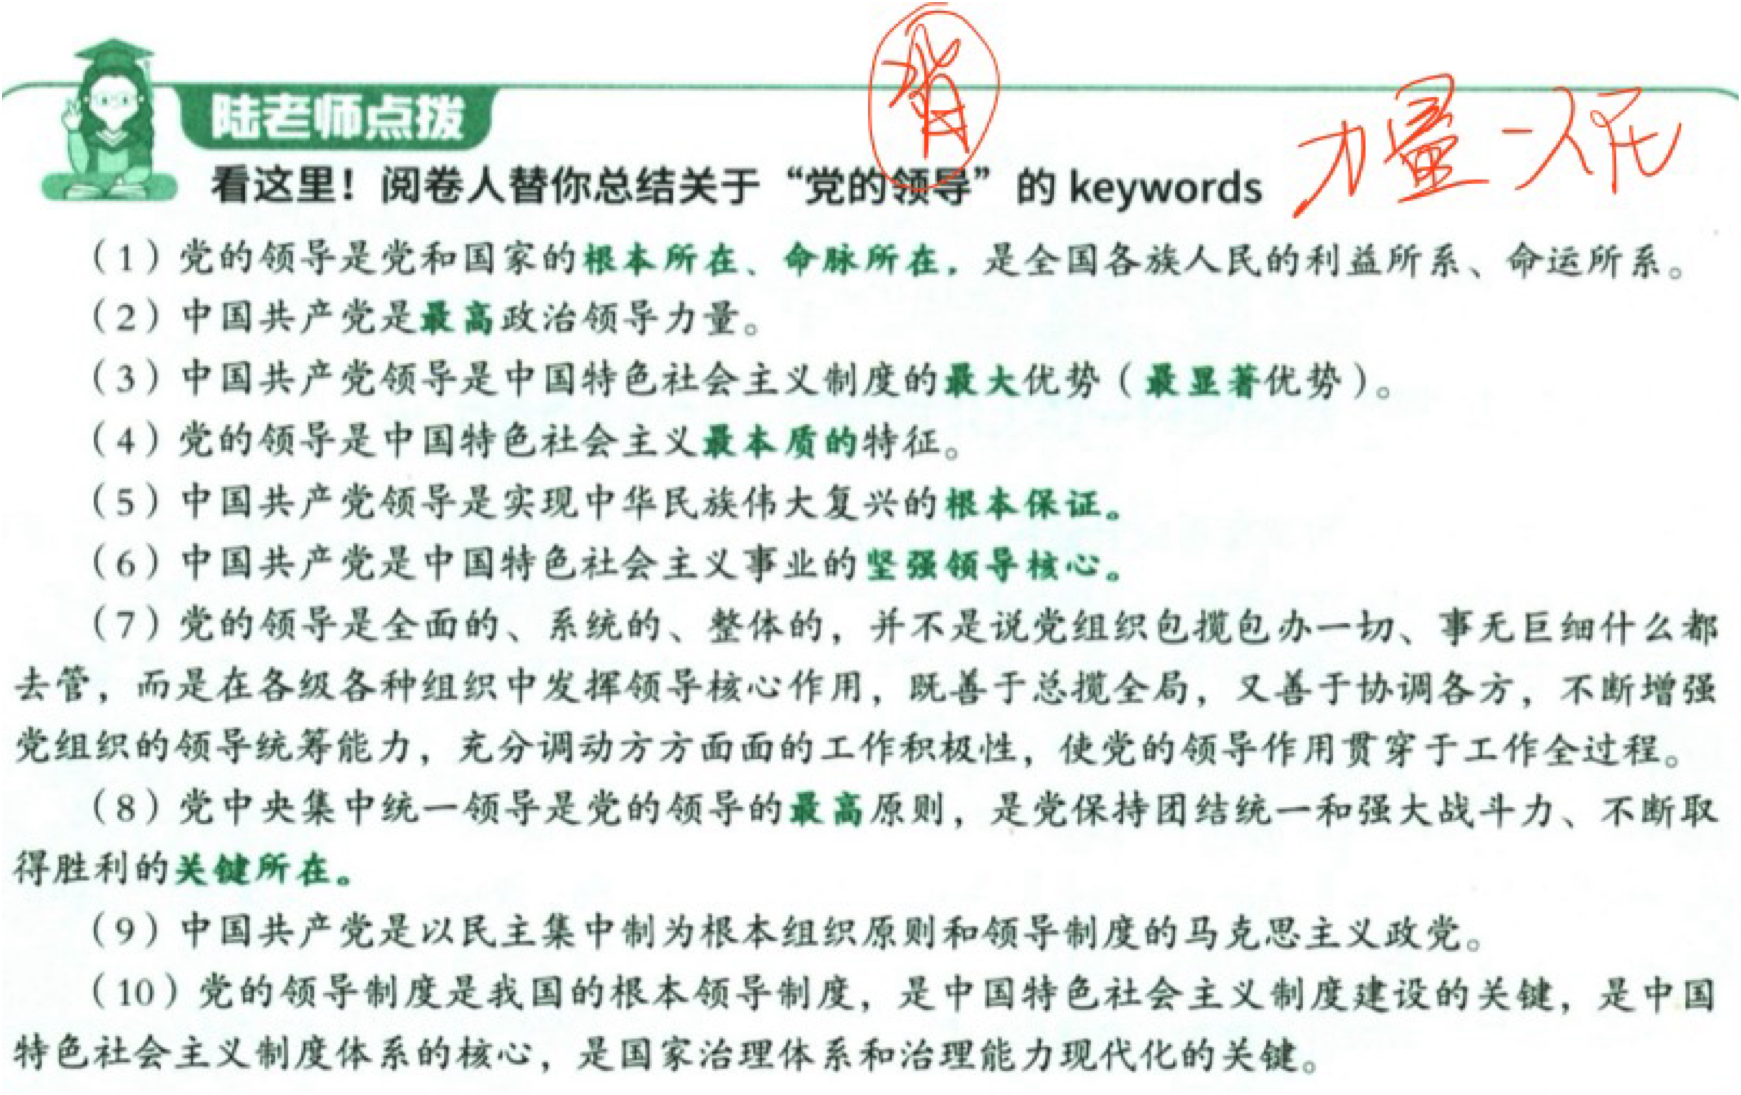 背
力量-人民
陆老师点拨
看这里！阅卷人替你总结关于“党的领导”的 keywords
（1）党的领导是党和国家的根本所在、命脉所在，是全国各族人民的利益所系、命运所系。
（2）中国共产党是最高政治领导力量。
（3）中国共产党领导是中国特色社会主义制度的最大优势（最显著优势）。
（4）党的领导是中国特色社会主义最本质的特征。
（5）中国共产党领导是实现中华民族伟大复兴的根本保证。
（6）中国共产党是中国特色社会主义事业的坚强领导核心。
（7）党的领导是全面的、系统的、整体的，并不是说党组织包揽包办一切、事无巨细什么都
去管，而是在各级各种组织中发挥领导核心作用，既善于总揽全局，又善于协调各方，不断增强
党组织的领导统筹能力，充分调动方方面面的工作积极性，使党的领导作用贯穿于工作全过程。
（8）党中央集中统一领导是党的领导的最高原则，是党保持团结统一和强大战斗力、不断取
得胜利的关键所在。
（9）中国共产党是以民主集中制为根本组织原则和领导制度的马克思主义政党。
（10）党的领导制度是我国的根本领导制度，是中国特色社会主义制度建设的关键，是中国
特色社会主义制度体系的核心，是国家治理体系和治理能力现代化的关键。